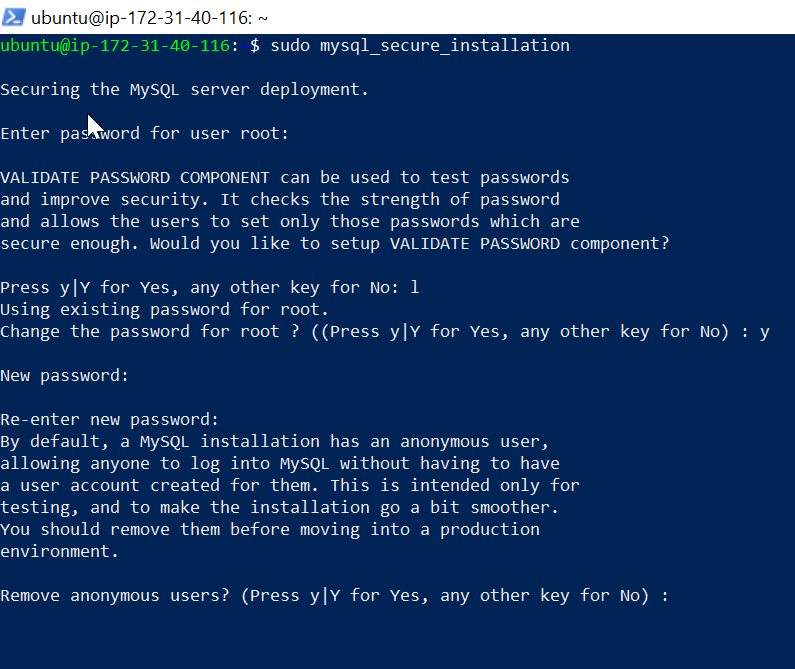 ubuntu@ip-172-31-40-116: ~
ubuntu@ip-172-31-40-116:~$ sudo mysql_secure_installation
Securing the MySQL server deployment.
Enter password for user root:
VALIDATE PASSWORD COMPONENT can be used to test passwords
and improve security. It checks the strength of password
and allows the users to set only those passwords which are
secure enough. Would you like to setup VALIDATE PASSWORD component?
Press y|Y for Yes, any other key for No: l
Using existing password for root.
Change the password for root ? ((Press y|Y for Yes, any other key for No) : y
New password:
Re-enter new password:
By default, a MySQL installation has an anonymous user,
allowing anyone to log into MySQL without having to have
a user account created for them. This is intended only for
testing, and to make the installation go a bit smoother.
You should remove them before moving into a production
environment.
Remove anonymous users? (Press y|Y for Yes, any other key for No) :